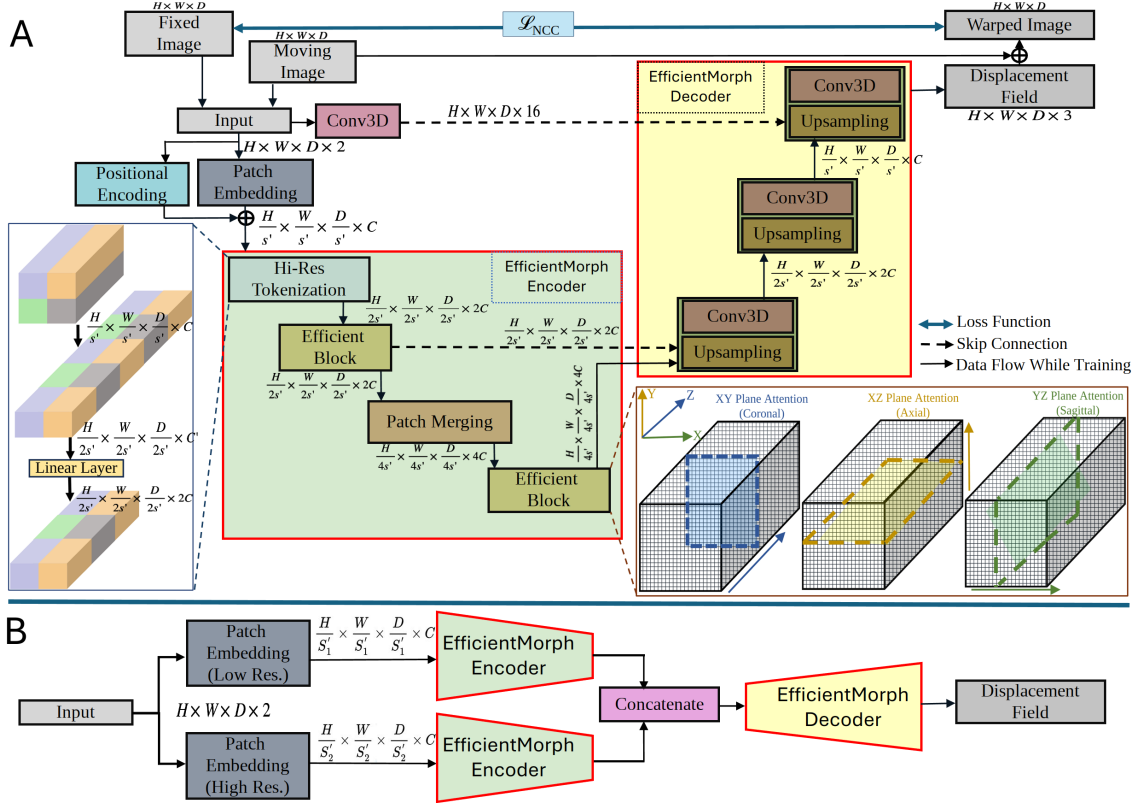 A
H × W × D
Fixed
Image
H × W × D
Moving
Image
ℒNCC
H × W × D
Warped Image
Displacement
Field
H × W × D × 3
Input
Conv3D
H × W × D × 16
H × W × D × 2
Positional
Encoding
Patch
Embedding
H/s' × W/s' × D/s' × C
EfficientMorph
Decoder
Conv3D
Upsampling
H/s' × W/s' × D/s' × C
Conv3D
Upsampling
H/2s' × W/2s' × D/2s' × 2C
Conv3D
Upsampling
Hi-Res
Tokenization
EfficientMorph
Encoder
H/2s' × W/2s' × D/2s' × 2C
Efficient
Block
H/2s' × W/2s' × D/2s' × 2C
H/2s' × W/2s' × D/2s' × 2C
Patch Merging
H/4s' × W/4s' × D/4s' × 4C
Efficient
Block
H/4s' × W/4s' × D/4s' × 4C
H/s' × W/s' × D/s' × C
H/2s' × W/2s' × D/2s' × C'
Linear Layer
H/2s' × W/2s' × D/2s' × 2C
Loss Function
Skip Connection
Data Flow While Training
Y
Z
X
XY Plane Attention
(Coronal)
XZ Plane Attention
(Axial)
YZ Plane Attention
(Sagittal)
B
Input
H × W × D × 2
Patch
Embedding
(Low Res.)
H/S'₁ × W/S'₁ × D/S'₁ × C
EfficientMorph
Encoder
Patch
Embedding
(High Res.)
H/S'₂ × W/S'₂ × D/S'₂ × C
EfficientMorph
Encoder
Concatenate
EfficientMorph
Decoder
Displacement
Field